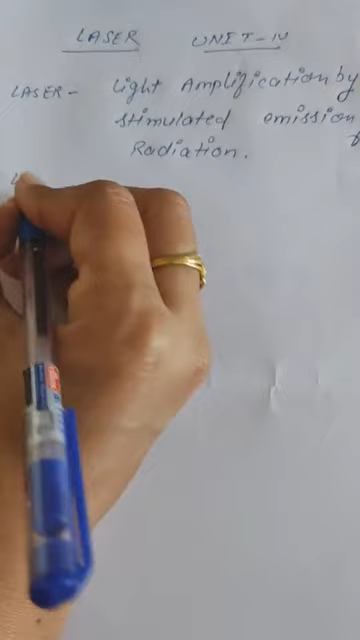 LASER UNIT-IV
LASER - Light Amplification by
stimulated emission
Radiation.